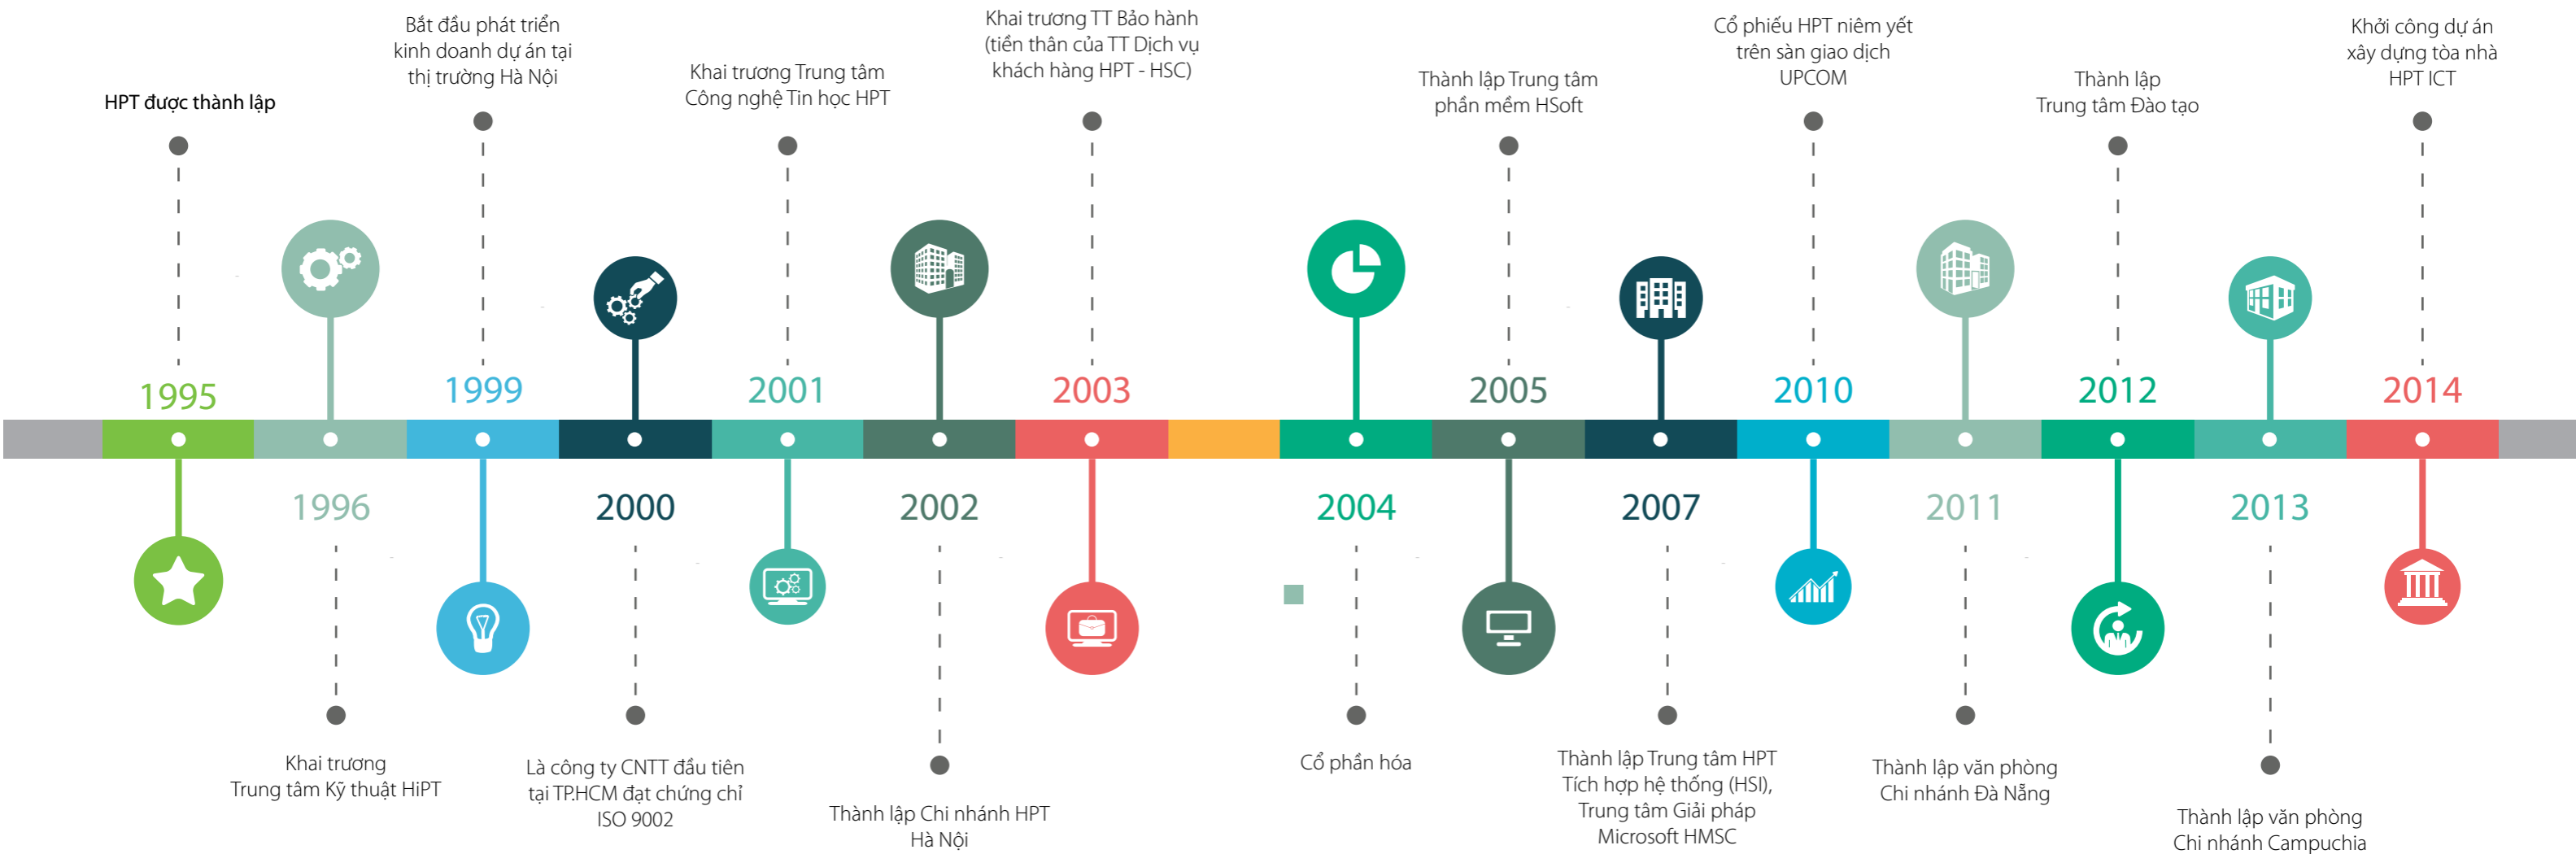 HPT được thành lập
1995
1996
Khai trương
Trung tâm Kỹ thuật HiPT
Bắt đầu phát triển
kinh doanh dự án tại
thị trường Hà Nội
1999
2000
Là công ty CNTT đầu tiên
tại TP.HCM đạt chứng chỉ
ISO 9002
Khai trương Trung tâm
Công nghệ Tin học HPT
2001
2002
Thành lập Chi nhánh HPT
Hà Nội
Khai trương TT Bảo hành
(tiền thân của TT Dịch vụ
khách hàng HPT - HSC)
2003
2004
Cổ phần hóa
Thành lập Trung tâm
phần mềm HSoft
2005
2007
Thành lập Trung tâm HPT
Tích hợp hệ thống (HSI),
Trung tâm Giải pháp
Microsoft HMSC
Cổ phiếu HPT niêm yết
trên sàn giao dịch
UPCOM
2010
2011
Thành lập văn phòng
Chi nhánh Đà Nẵng
Thành lập
Trung tâm Đào tạo
2012
2013
Thành lập văn phòng
Chi nhánh Campuchia
Khởi công dự án
xây dựng tòa nhà
HPT ICT
2014